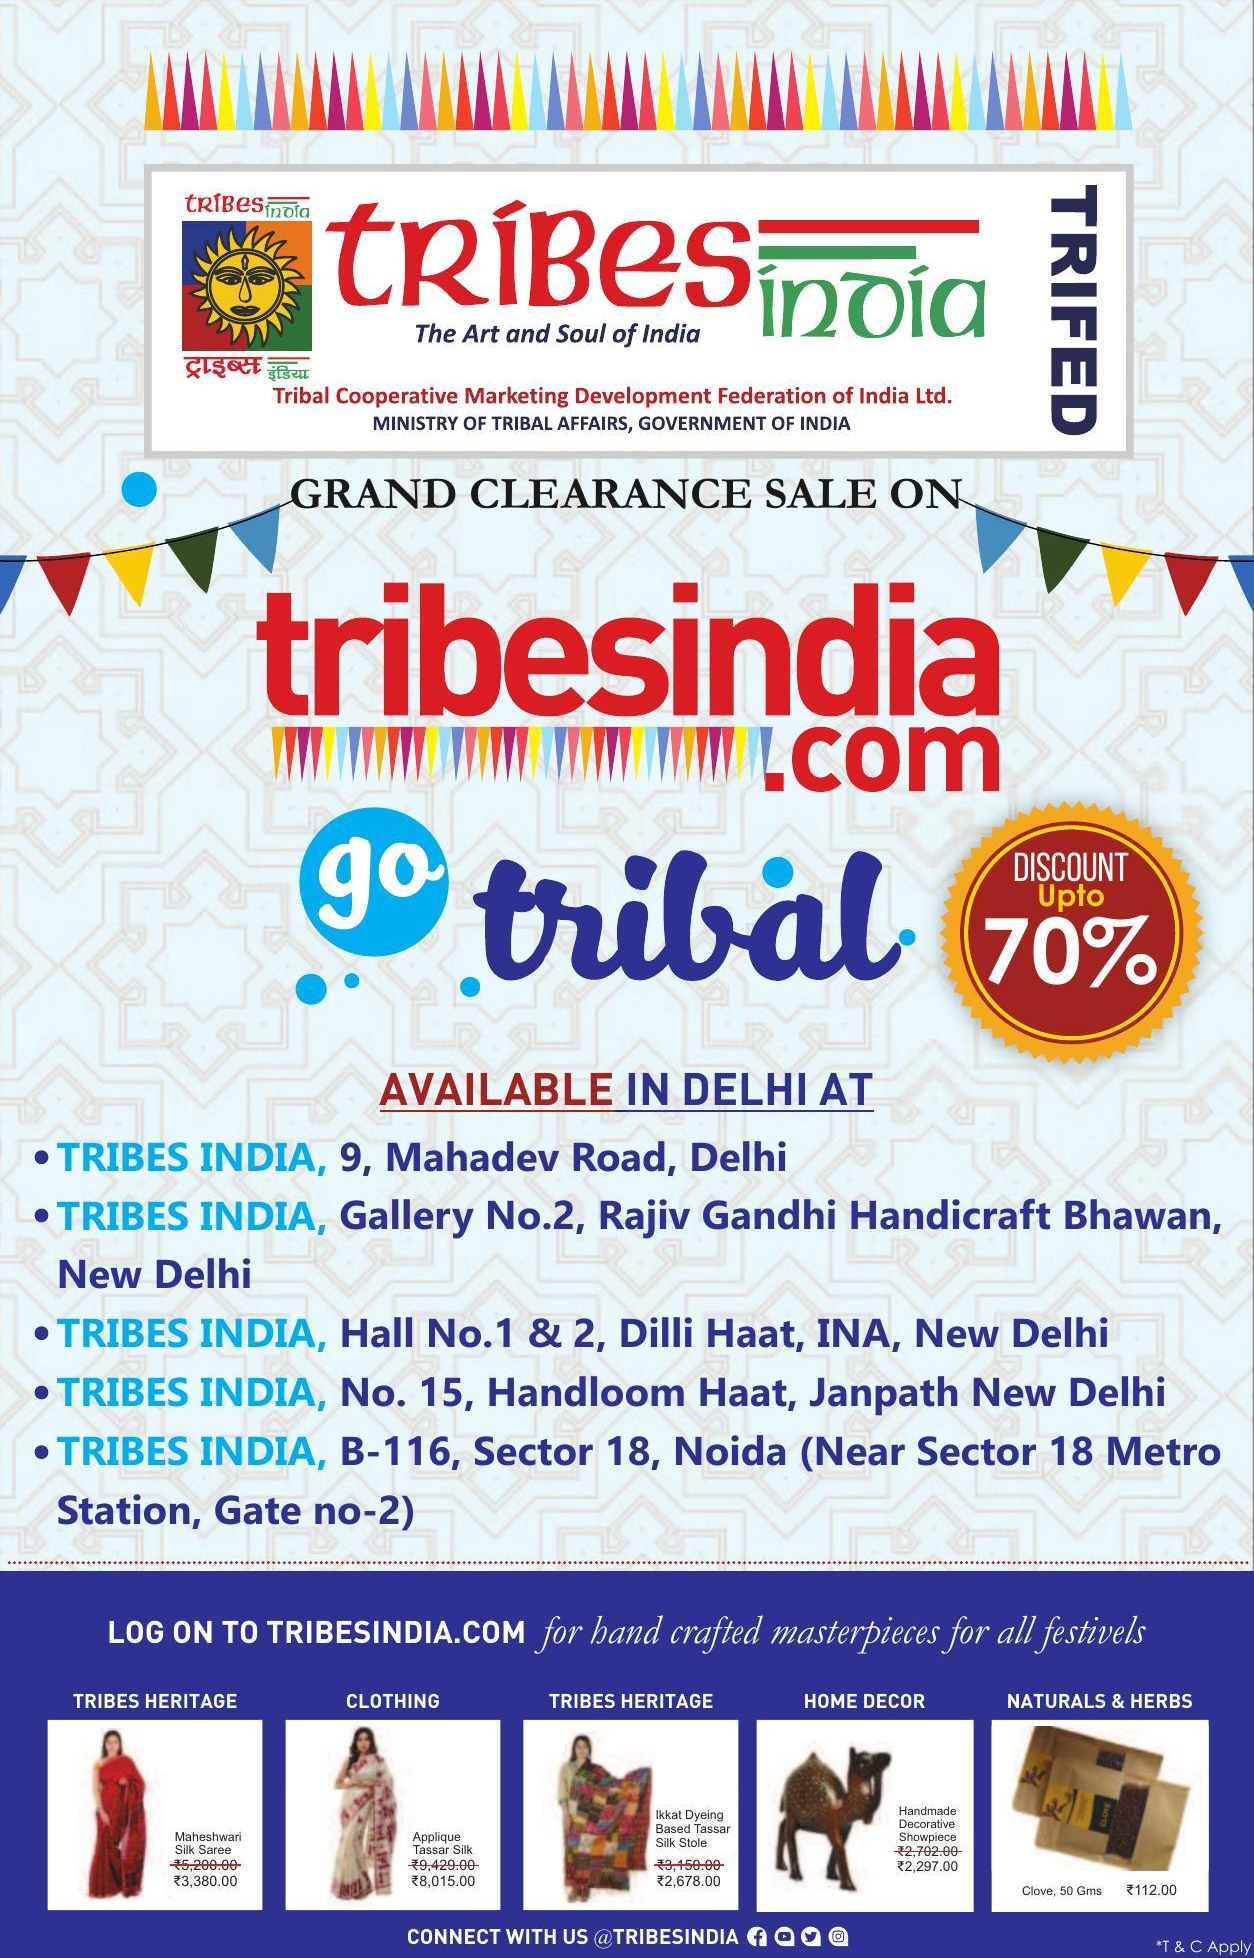 tribes india
ट्राइब्स इंडिया
tribes india
The Art and Soul of India
Tribal Cooperative Marketing Development Federation of India Ltd.
MINISTRY OF TRIBAL AFFAIRS, GOVERNMENT OF INDIA
TRIFED
GRAND CLEARANCE SALE ON
tribesindia
.com
go tribal
DISCOUNT
Upto
70%
AVAILABLE IN DELHI AT
• TRIBES INDIA, 9, Mahadev Road, Delhi
• TRIBES INDIA, Gallery No.2, Rajiv Gandhi Handicraft Bhawan,
New Delhi
• TRIBES INDIA, Hall No.1 & 2, Dilli Haat, INA, New Delhi
• TRIBES INDIA, No. 15, Handloom Haat, Janpath New Delhi
• TRIBES INDIA, B-116, Sector 18, Noida (Near Sector 18 Metro
Station, Gate no-2)
LOG ON TO TRIBESINDIA.COM for hand crafted masterpieces for all festivels
TRIBES HERITAGE
Maheshwari
Silk Saree
₹5,200.00
₹3,380.00
CLOTHING
Applique
Tassar Silk
₹9,429.00
₹8,015.00
TRIBES HERITAGE
Ikkat Dyeing
Based Tassar
Silk Stole
₹3,150.00
₹2,678.00
HOME DECOR
Handmade
Decorative
Showpiece
₹2,702.00
₹2,297.00
NATURALS & HERBS
CLOVE
Clove, 50 Gms ₹112.00
CONNECT WITH US @TRIBESINDIA
*T & C Apply